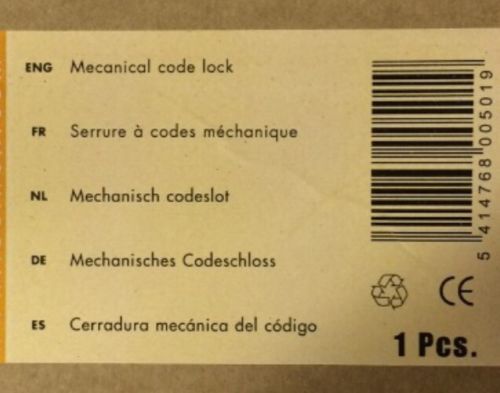 ENG Mecanical code lock
FR Serrure à codes méchanique
NL Mechanisch codeslot
DE Mechanisches Codeschloss
ES Cerradura mecánica del código
5 414768 005019
CE
1 Pcs.